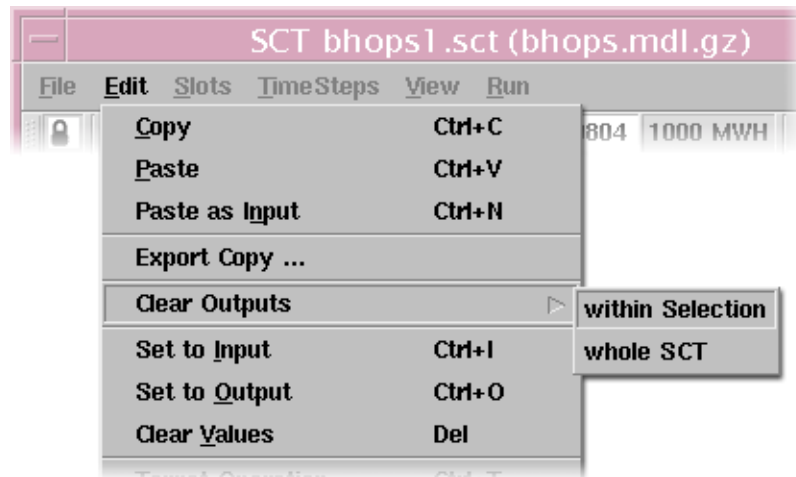 SCT bhops1.sct (bhops.mdl.gz)
File Edit Slots TimeSteps View Run
804 1000 MWH
Copy Ctrl+C
Paste Ctrl+V
Paste as Input Ctrl+N
Export Copy ...
Clear Outputs
within Selection
whole SCT
Set to Input Ctrl+I
Set to Output Ctrl+O
Clear Values Del